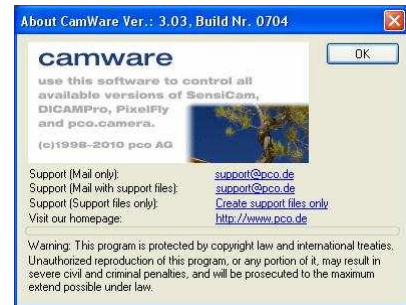 About CamWare Ver.: 3.03, Build Nr. 0704
OK
camware
use this software to control all
available versions of SensiCam,
DICAMPro, PixelFly
and pco.camera.
(c)1998-2010 pco AG
Support (Mail only): support@pco.de
Support (Mail with support files): support@pco.de
Support (Support files only): Create support files only
Visit our homepage: http://www.pco.de
Warning: This program is protected by copyright law and international treaties.
Unauthorized reproduction of this program, or any portion of it, may result in
severe civil and criminal penalties, and will be prosecuted to the maximum
extend possible under law.